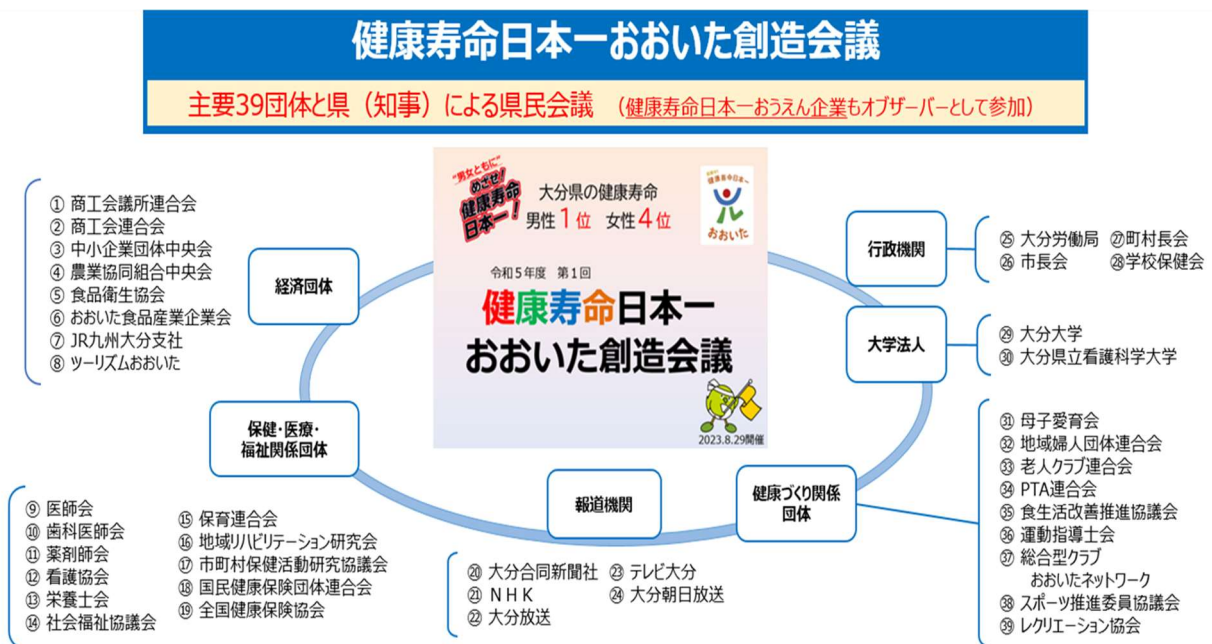 健康寿命日本一おおいた創造会議
主要39団体と県（知事）による県民会議 （健康寿命日本一おうえん企業もオブザーバーとして参加）
"男女ともに"
めざせ！
健康寿命
日本一！
大分県の健康寿命
男性1位 女性4位
健康寿命日本一
おおいた
令和5年度 第1回
健康寿命日本一
おおいた創造会議
2023.8.29開催
経済団体
① 商工会議所連合会
② 商工会連合会
③ 中小企業団体中央会
④ 農業協同組合中央会
⑤ 食品衛生協会
⑥ おおいた食品産業企業会
⑦ JR九州大分支社
⑧ ツーリズムおおいた
保健・医療・
福祉関係団体
⑨ 医師会
⑩ 歯科医師会
⑪ 薬剤師会
⑫ 看護協会
⑬ 栄養士会
⑭ 社会福祉協議会
⑮ 保育連合会
⑯ 地域リハビリテーション研究会
⑰ 市町村保健活動研究協議会
⑱ 国民健康保険団体連合会
⑲ 全国健康保険協会
報道機関
⑳ 大分合同新聞社 ㉓ テレビ大分
㉑ ＮＨＫ ㉔ 大分朝日放送
㉒ 大分放送
行政機関
㉕ 大分労働局 ㉗町村長会
㉖ 市長会 ㉘学校保健会
大学法人
㉙ 大分大学
㉚ 大分県立看護科学大学
健康づくり関係
団体
㉛ 母子愛育会
㉜ 地域婦人団体連合会
㉝ 老人クラブ連合会
㉞ PTA連合会
㉟ 食生活改善推進協議会
㊱ 運動指導士会
㊲ 総合型クラブ
おおいたネットワーク
㊳ スポーツ推進委員協議会
㊴ レクリエーション協会